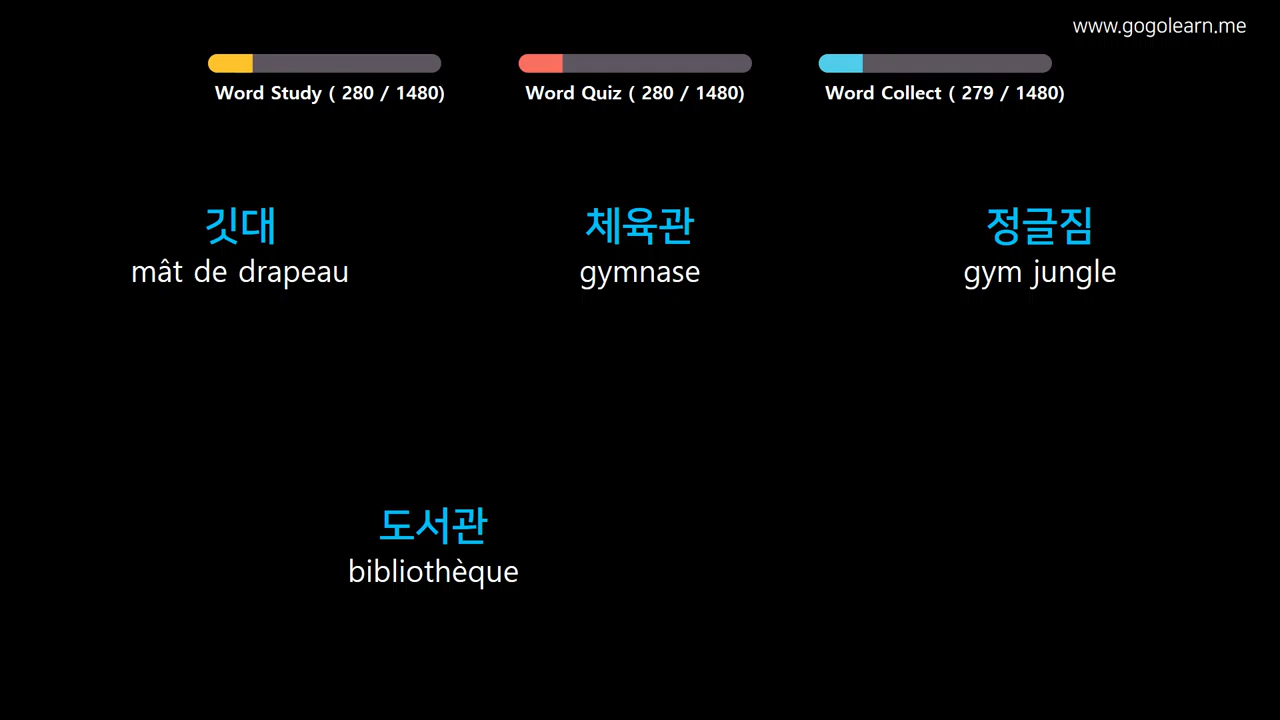 www.gogolearn.me
Word Study ( 280 / 1480)
Word Quiz ( 280 / 1480)
Word Collect ( 279 / 1480)
깃대
mât de drapeau
체육관
gymnase
정글짐
gym jungle
도서관
bibliothèque